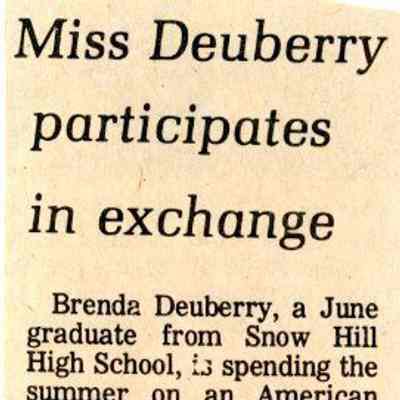 Miss Deuberry
participates
in exchange
Brenda Deuberry, a June
graduate from Snow Hill
High School, is spending the
summer on an American